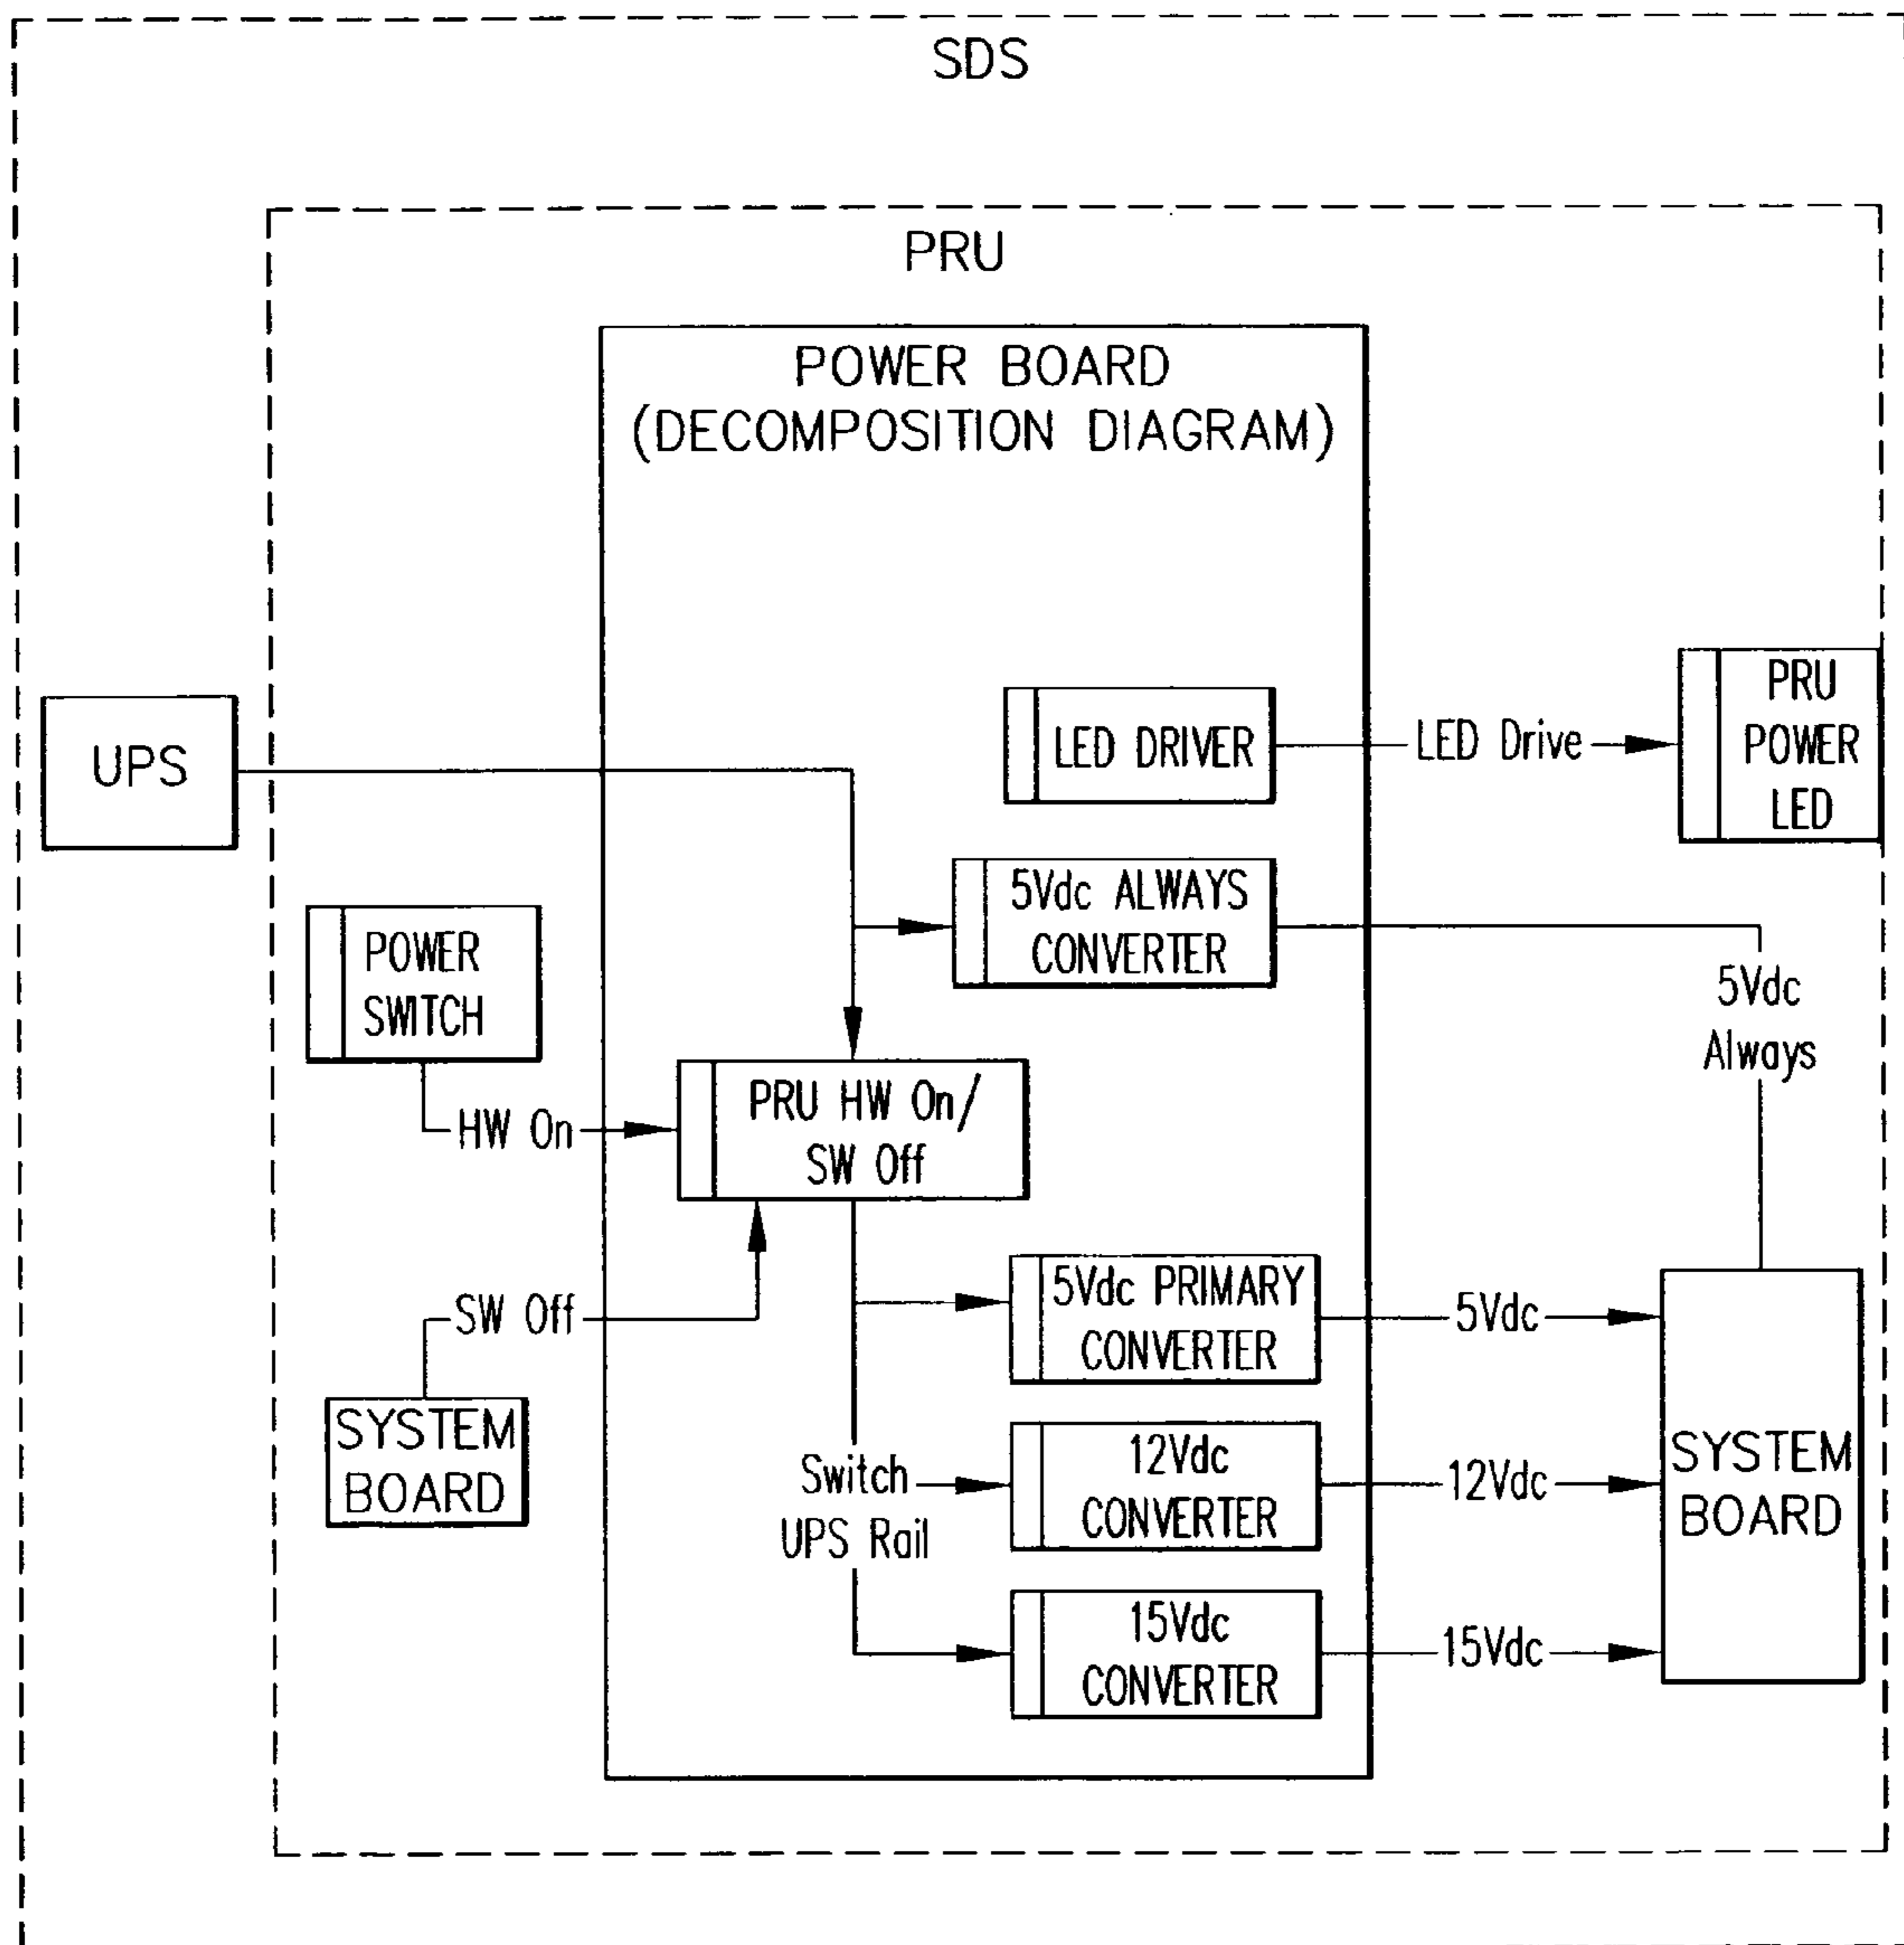 SDS
PRU
POWER BOARD
(DECOMPOSITION DIAGRAM)
UPS
LED DRIVER
LED Drive
PRU
POWER
LED
5Vdc ALWAYS
CONVERTER
5Vdc
Always
POWER
SWITCH
HW On
PRU HW On/
SW Off
SW Off
SYSTEM
BOARD
5Vdc PRIMARY
CONVERTER
5Vdc
Switch
UPS Rail
12Vdc
CONVERTER
12Vdc
15Vdc
CONVERTER
15Vdc
SYSTEM
BOARD